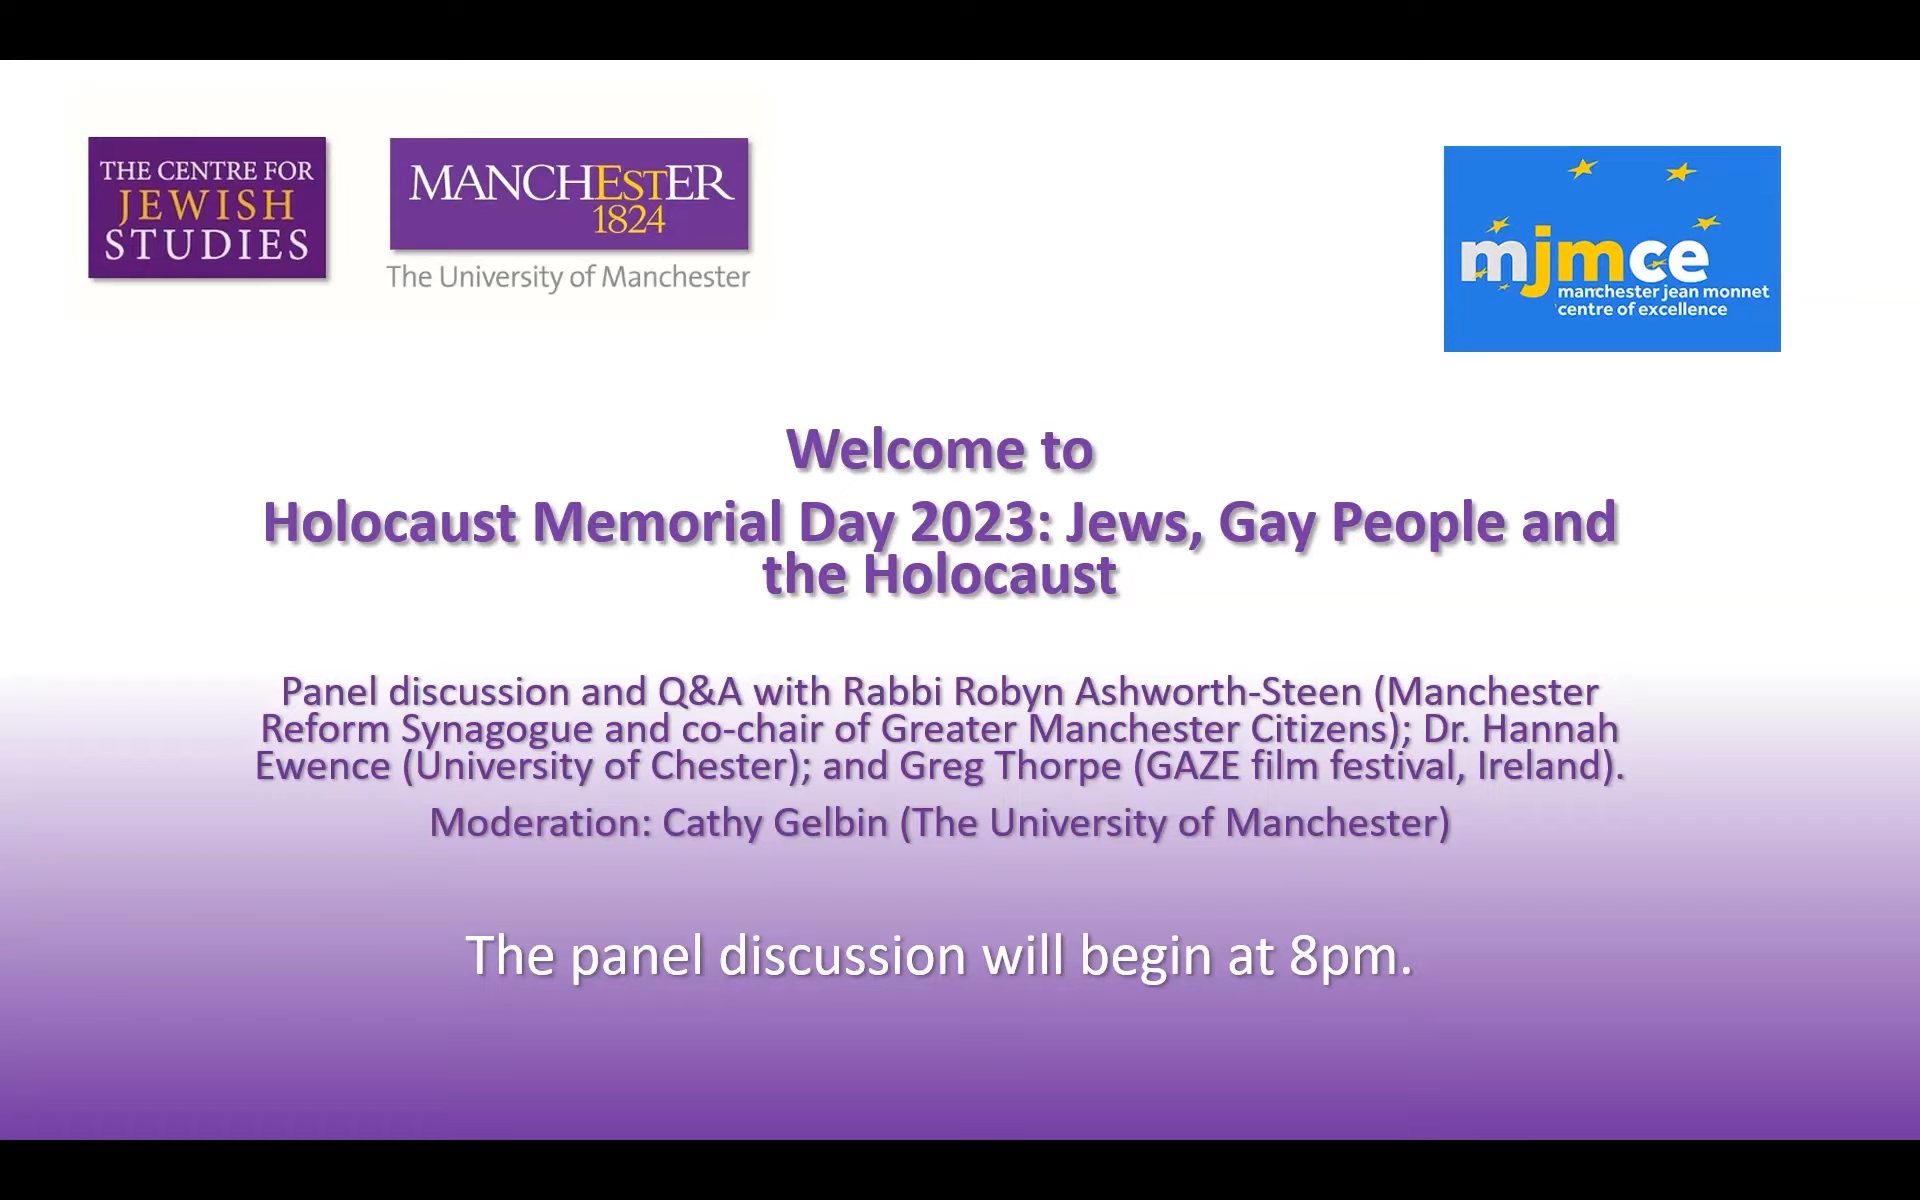 THE CENTRE FOR
JEWISH
STUDIES
MANCHESTER
1824
The University of Manchester
mjmce
manchester jean monnet
centre of excellence
Welcome to
Holocaust Memorial Day 2023: Jews, Gay People and
the Holocaust
Panel discussion and Q&A with Rabbi Robyn Ashworth-Steen (Manchester
Reform Synagogue and co-chair of Greater Manchester Citizens); Dr. Hannah
Ewence (University of Chester); and Greg Thorpe (GAZE film festival, Ireland).
Moderation: Cathy Gelbin (The University of Manchester)
The panel discussion will begin at 8pm.